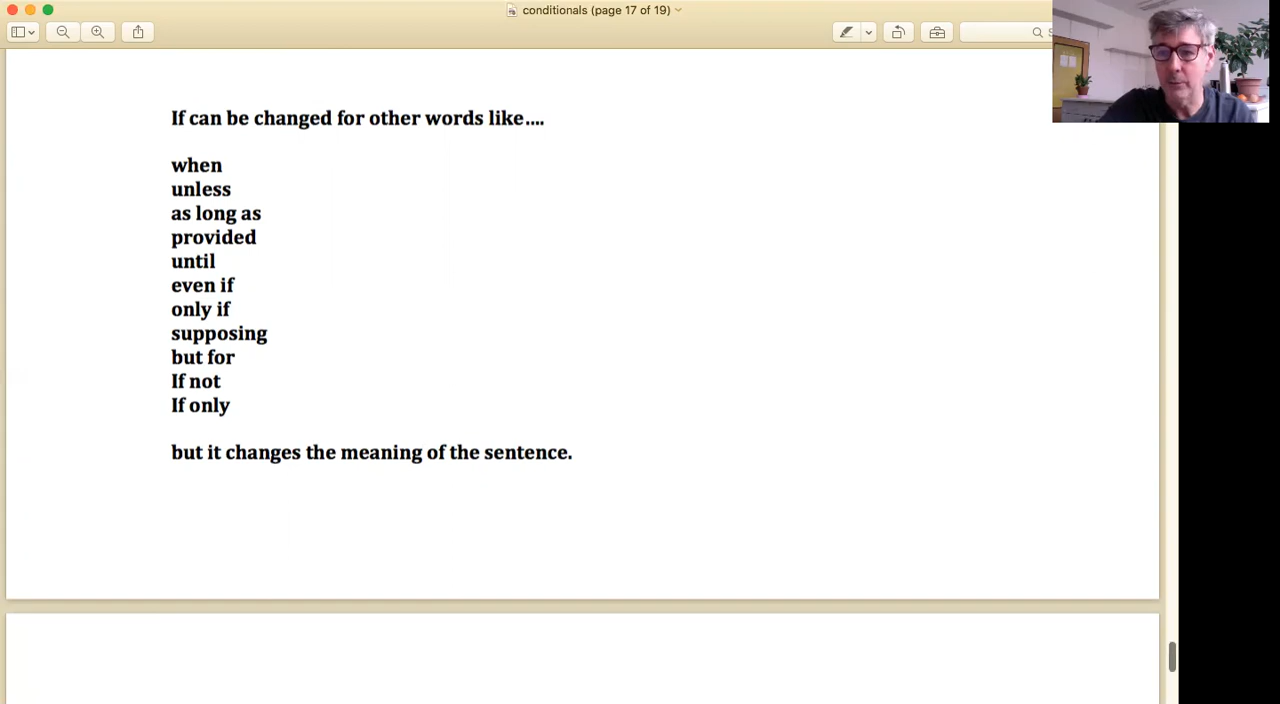 conditionals (page 17 of 19)
S
If can be changed for other words like....
when
unless
as long as
provided
until
even if
only if
supposing
but for
If not
If only
but it changes the meaning of the sentence.